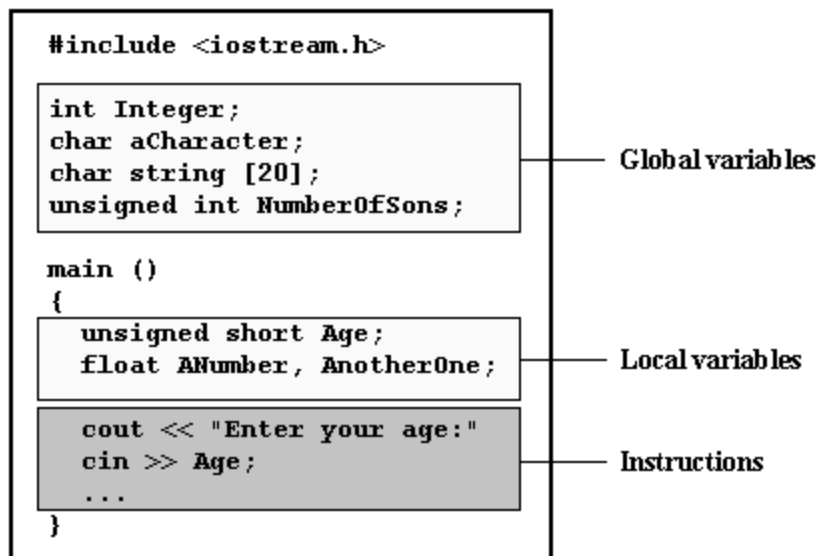 #include <iostream.h>
int Integer;
char aCharacter;
char string [20];
unsigned int NumberOfSons;
Global variables
main ()
{
unsigned short Age;
float ANumber, AnotherOne;
Local variables
cout << "Enter your age:"
cin >> Age;
...
Instructions
}